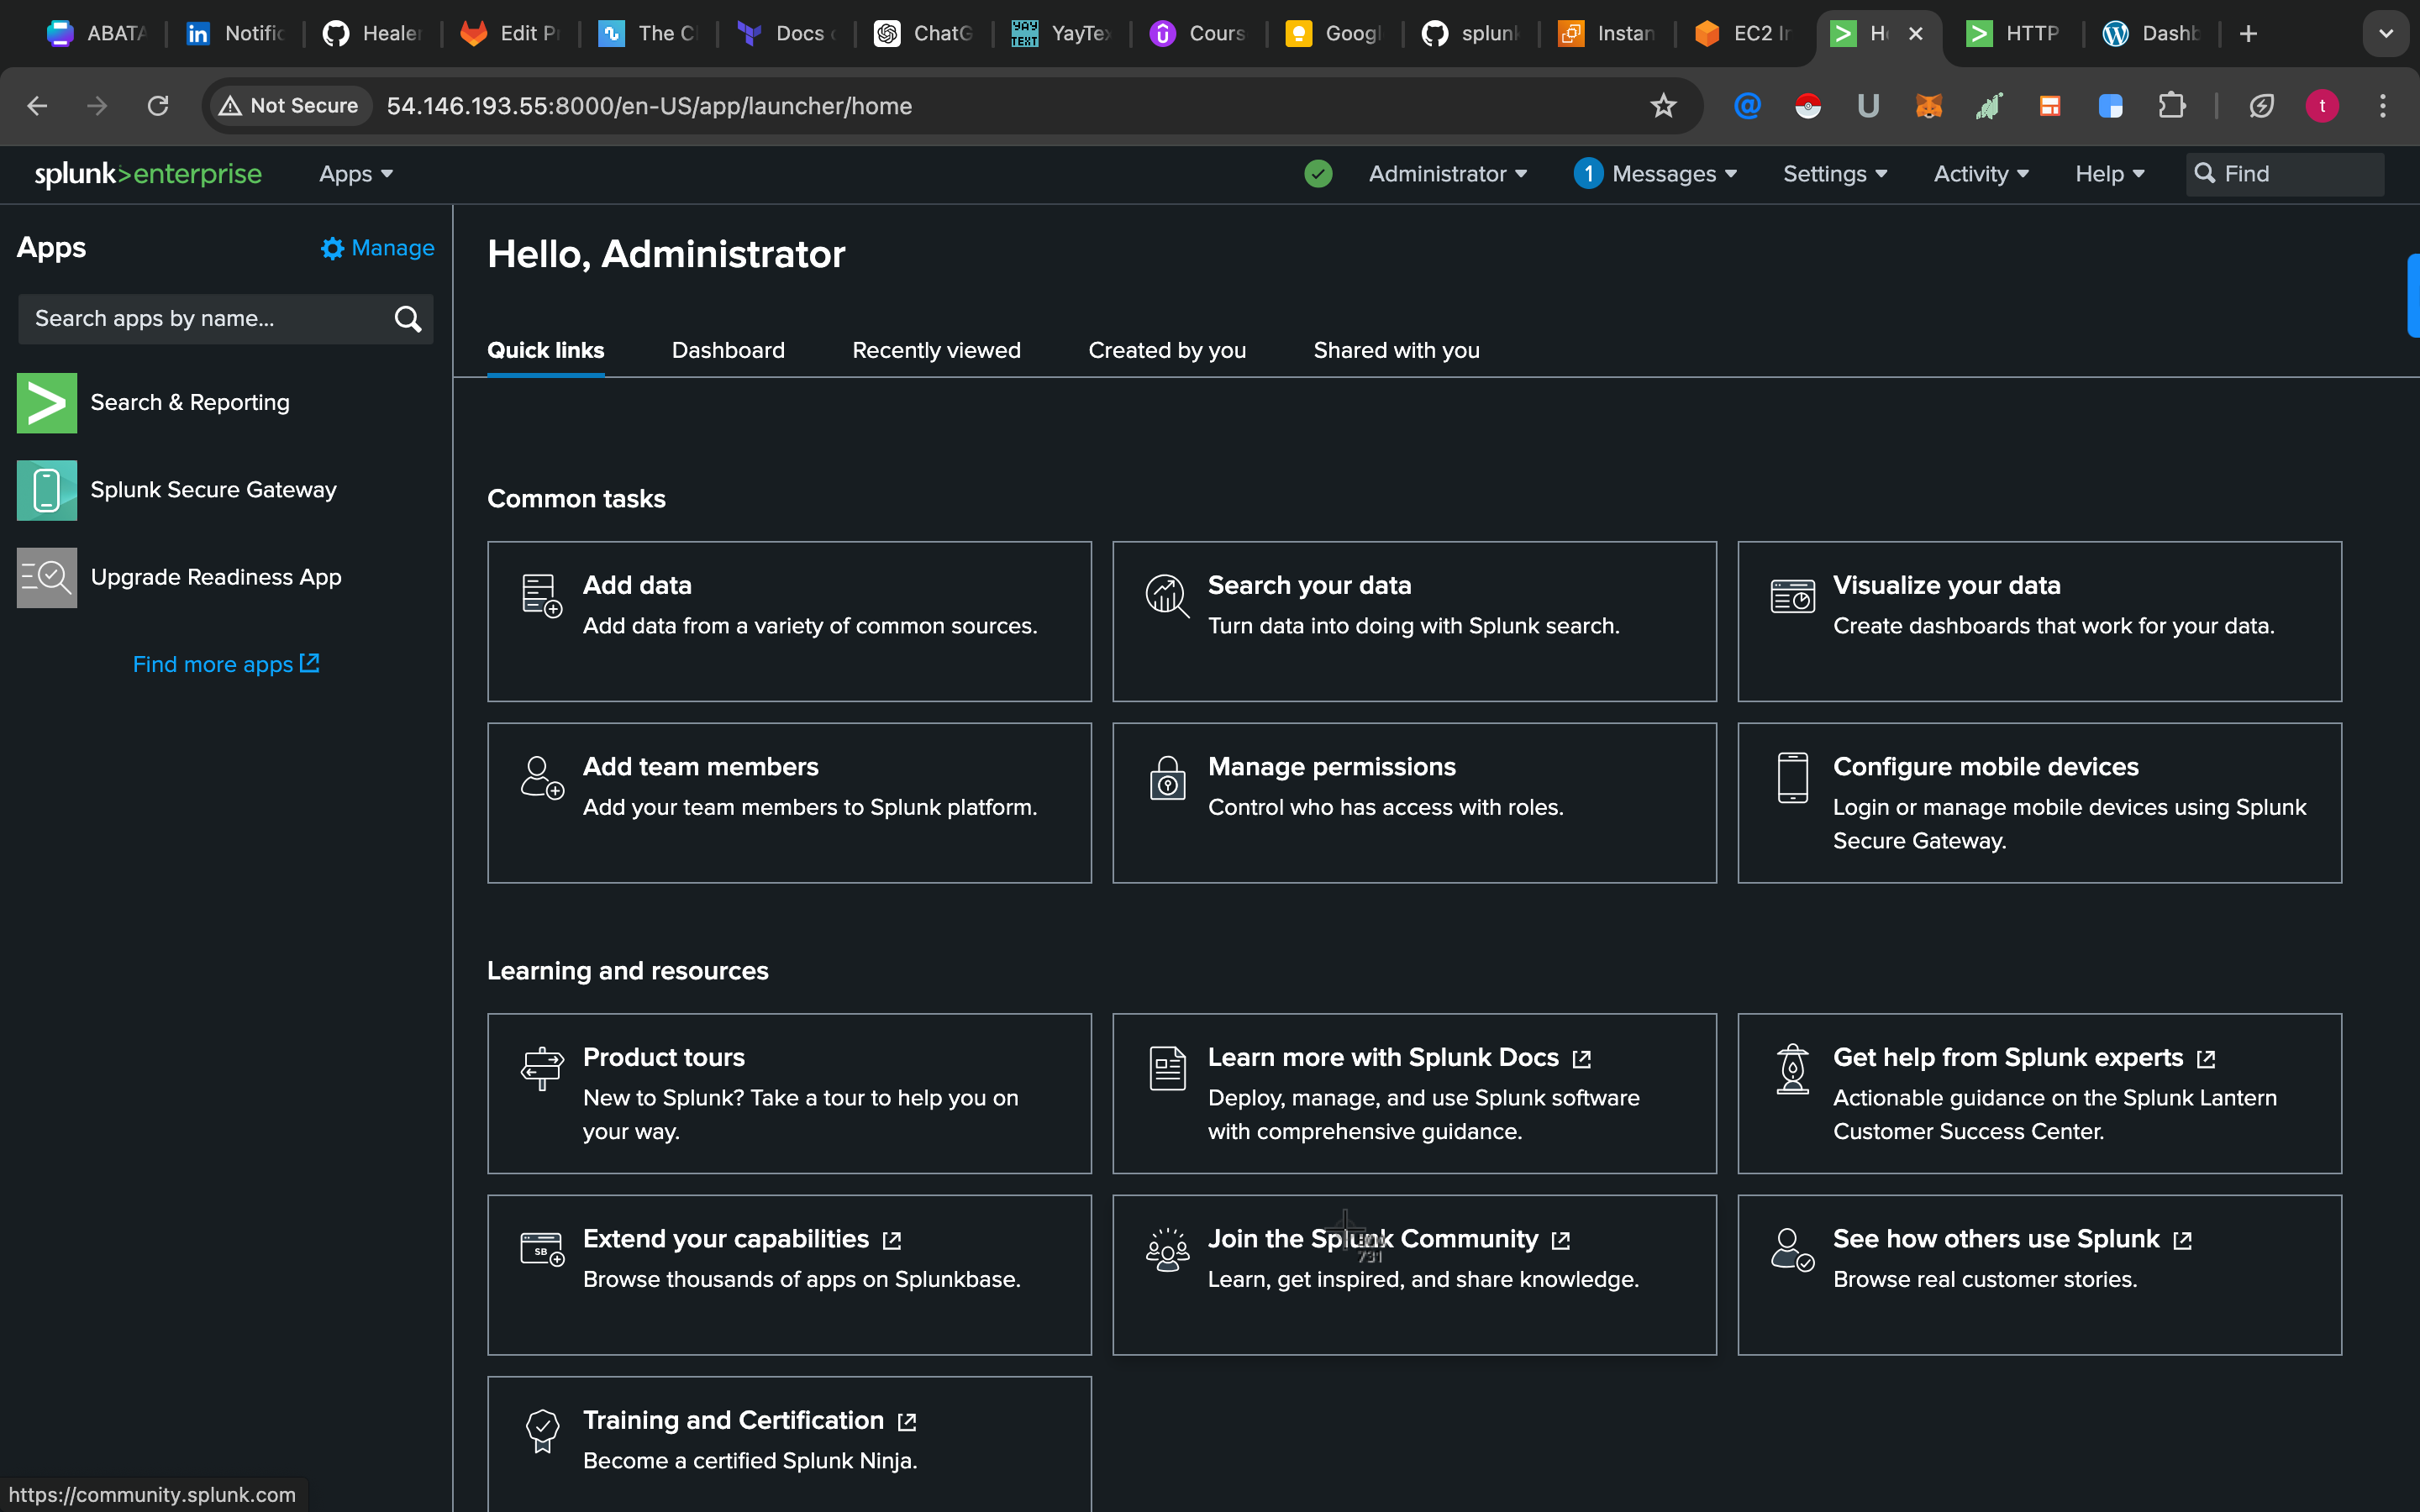 ABATA
Notific
Healer
Edit Pr
The Cl
Docs
ChatG
YAY TEXT
YayTex
Cours
Googl
splunk
Instan
EC2 In
HTTP
Dashb
Not Secure
54.146.193.55:8000/en-US/app/launcher/home
t
splunk>enterprise
Apps
Administrator
1
Messages
Settings
Activity
Help
Find
Apps
Manage
Search apps by name...
Search & Reporting
Splunk Secure Gateway
Upgrade Readiness App
Find more apps
Hello, Administrator
Quick links
Dashboard
Recently viewed
Created by you
Shared with you
Common tasks
Add data
Add data from a variety of common sources.
Search your data
Turn data into doing with Splunk search.
Visualize your data
Create dashboards that work for your data.
Add team members
Add your team members to Splunk platform.
Manage permissions
Control who has access with roles.
Configure mobile devices
Login or manage mobile devices using Splunk
Secure Gateway.
Learning and resources
Product tours
New to Splunk? Take a tour to help you on
your way.
Learn more with Splunk Docs
Deploy, manage, and use Splunk software
with comprehensive guidance.
Get help from Splunk experts
Actionable guidance on the Splunk Lantern
Customer Success Center.
SB
Extend your capabilities
Browse thousands of apps on Splunkbase.
Join the Splunk Community
731
Learn, get inspired, and share knowledge.
See how others use Splunk
Browse real customer stories.
Training and Certification
Become a certified Splunk Ninja.
https://community.splunk.com